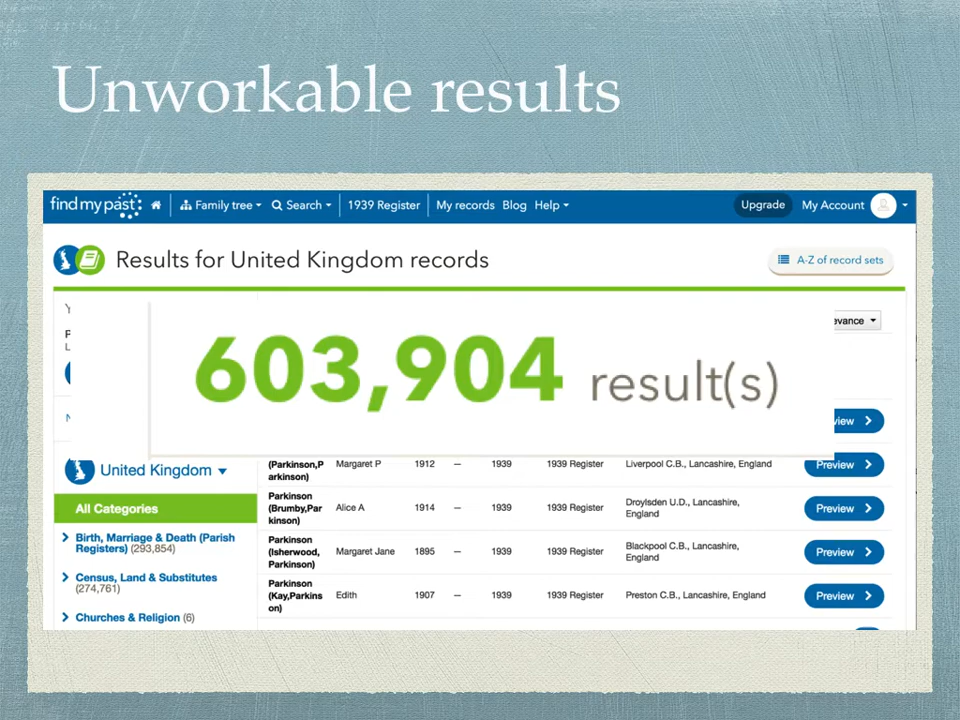 Unworkable results
findmypast
Family tree
Search
1939 Register
My records
Blog
Help
Upgrade
My Account
Results for United Kingdom records
A-Z of record sets
603,904 result(s)
United Kingdom
All Categories
Birth, Marriage & Death (Parish
Registers) (293,854)
Census, Land & Substitutes
(274,761)
Churches & Religion (6)
(Parkinson,P
arkinson)
Margaret P
1912
–
1939
1939 Register
Liverpool C.B., Lancashire, England
Preview
Parkinson
(Brumby,Par
kinson)
Alice A
1914
–
1939
1939 Register
Droylsden U.D., Lancashire,
England
Preview
Parkinson
(Isherwood,
Parkinson)
Margaret Jane
1895
–
1939
1939 Register
Blackpool C.B., Lancashire,
England
Preview
Parkinson
(Kay,Parkins
on)
Edith
1907
–
1939
1939 Register
Preston C.B., Lancashire, England
Preview